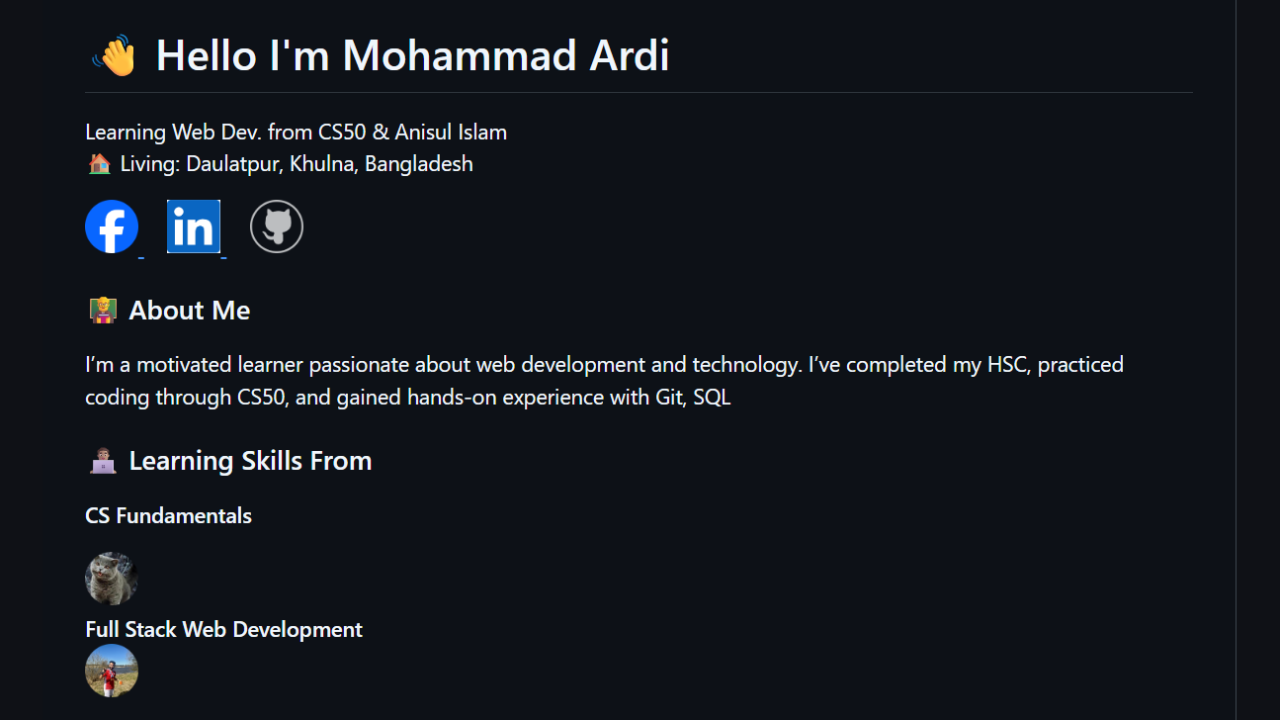 👋 Hello I'm Mohammad Ardi
Learning Web Dev. from CS50 & Anisul Islam
🏠 Living: Daulatpur, Khulna, Bangladesh
f in
About Me
I’m a motivated learner passionate about web development and technology. I’ve completed my HSC, practiced
coding through CS50, and gained hands-on experience with Git, SQL
Learning Skills From
CS Fundamentals
Full Stack Web Development